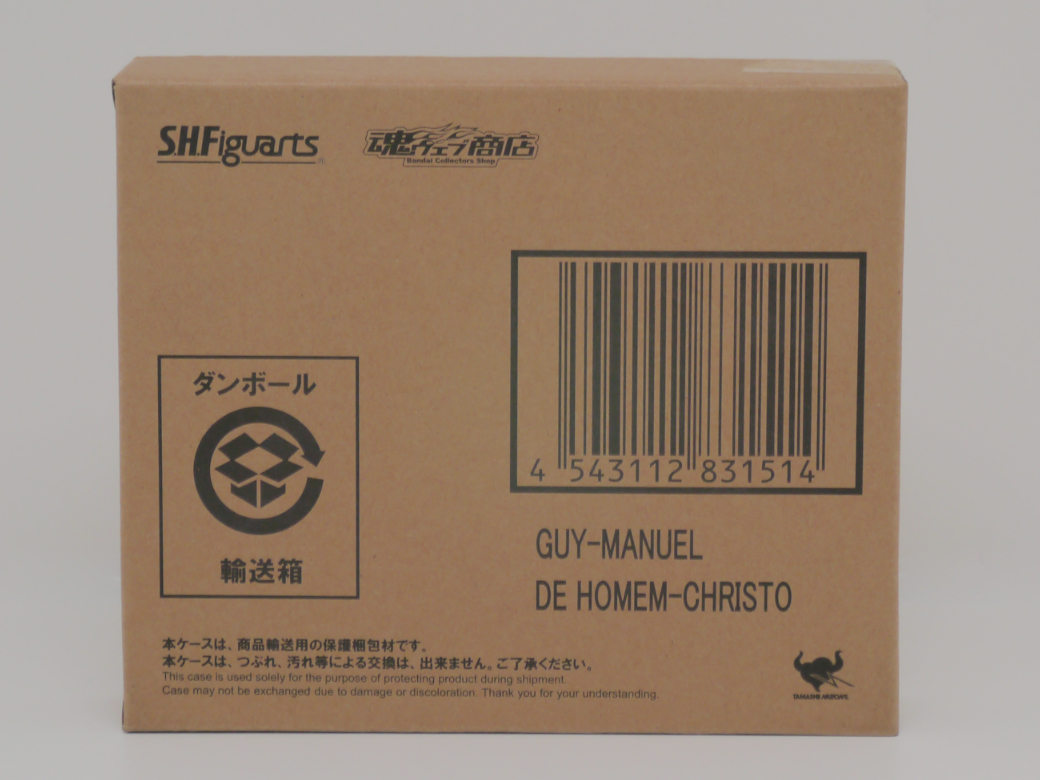 S.H.Figuarts
魂ウェブ商店
Bandai Collectors Shop
4 543112 831514
ダンボール
輸送箱
GUY-MANUEL
DE HOMEM-CHRISTO
本ケースは、商品輸送用の保護梱包材です。
本ケースは、つぶれ、汚れ等による交換は、出来ません。ご了承ください。
This case is used solely for the purpose of protecting product during shipment.
Case may not be exchanged due to damage or discoloration. Thank you for your understanding.